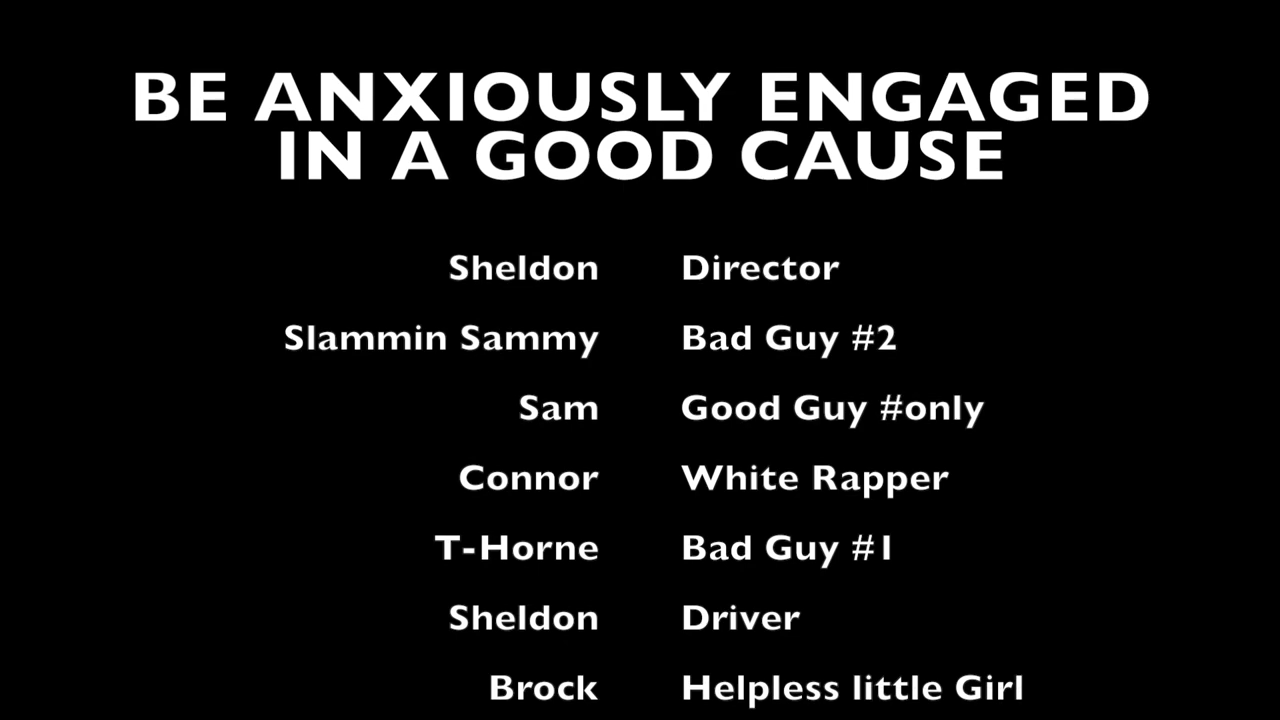 BE ANXIOUSLY ENGAGED
IN A GOOD CAUSE
Sheldon Director
Slammin Sammy Bad Guy #2
Sam Good Guy #only
Connor White Rapper
T-Horne Bad Guy #1
Sheldon Driver
Brock Helpless little Girl